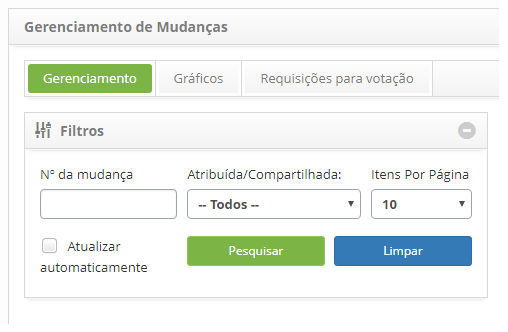 Gerenciamento de Mudanças
Gerenciamento Gráficos Requisições para votação
Filtros
N° da mudança Atribuída/Compartilhada: Itens Por Página
-- Todos -- 10
Atualizar automaticamente Pesquisar Limpar